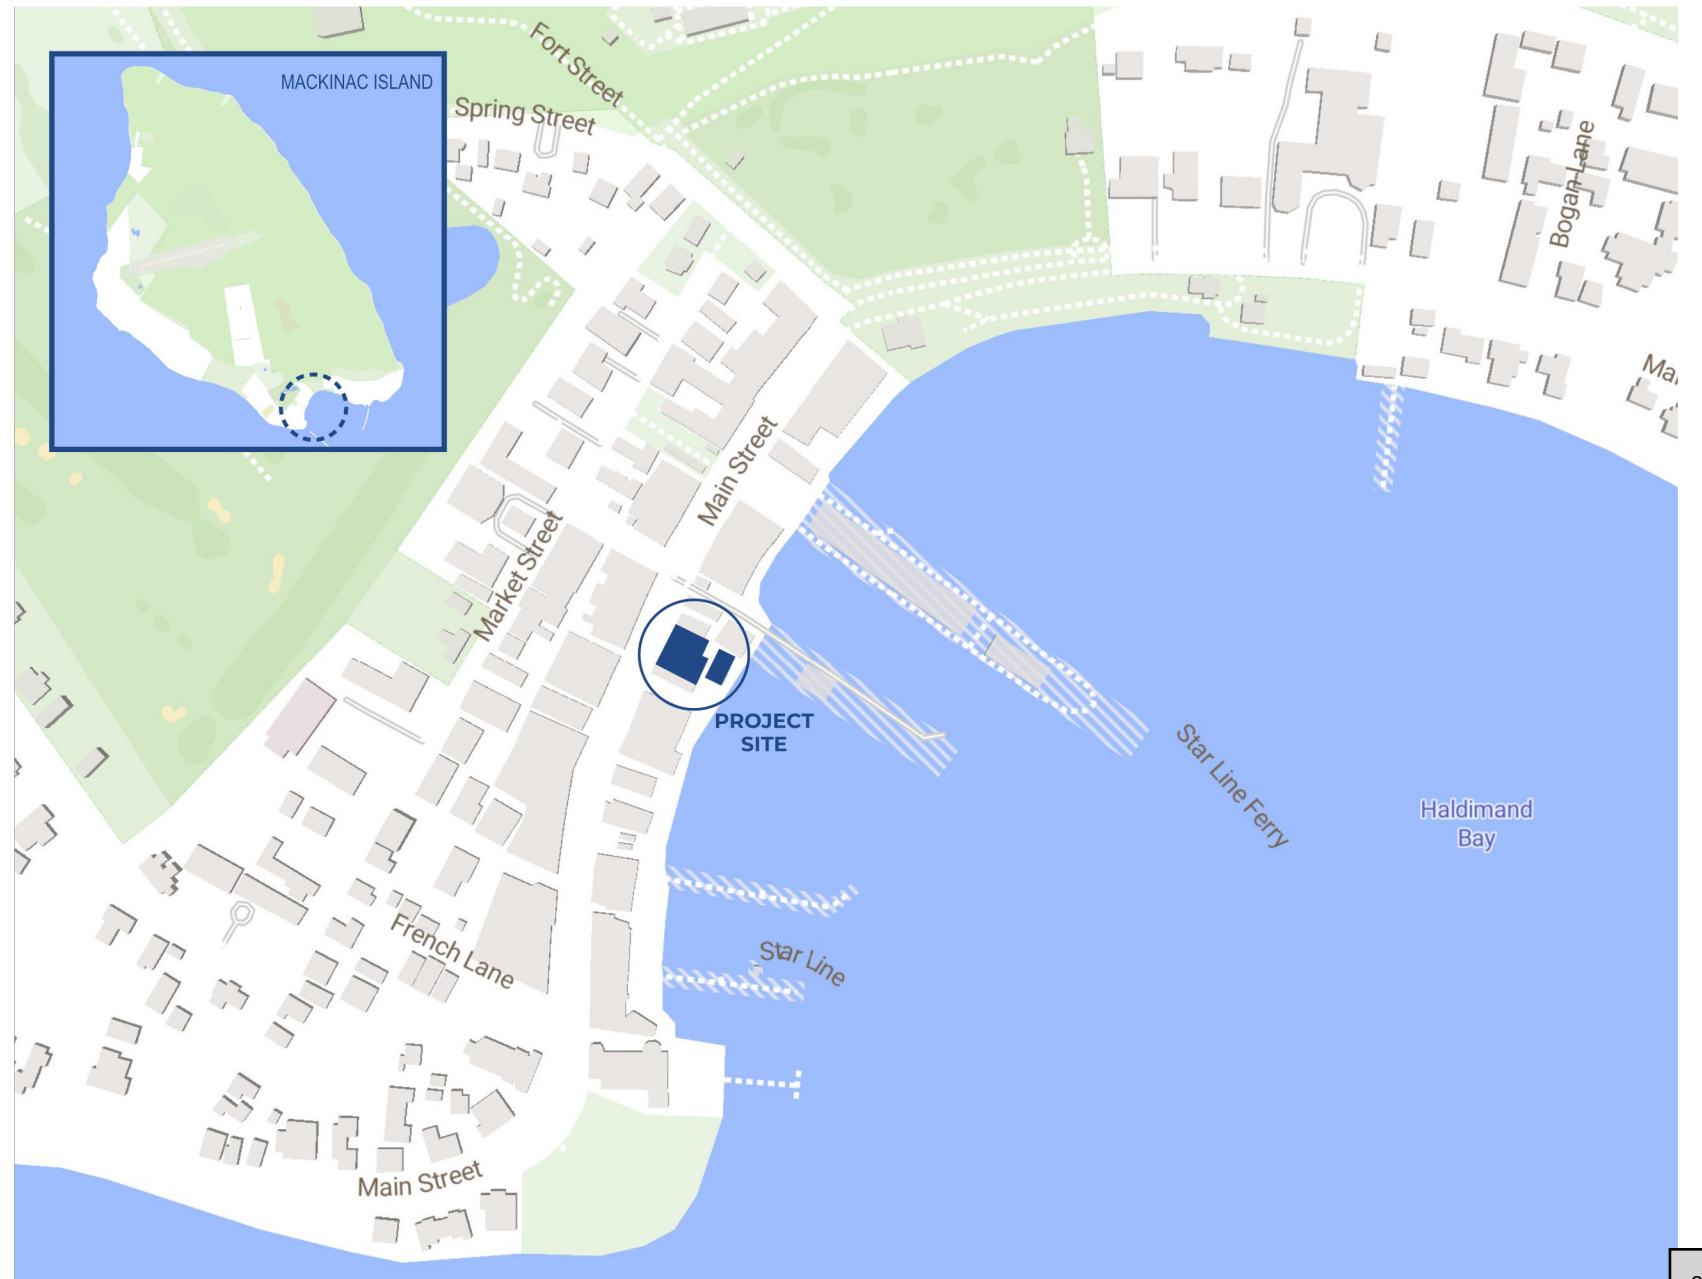 MACKINAC ISLAND
Fort Street
Spring Street
Bogan Lane
Main Street
Market Street
PROJECT
SITE
Star Line Ferry
Haldimand
Bay
French Lane
Star Line
Main Street